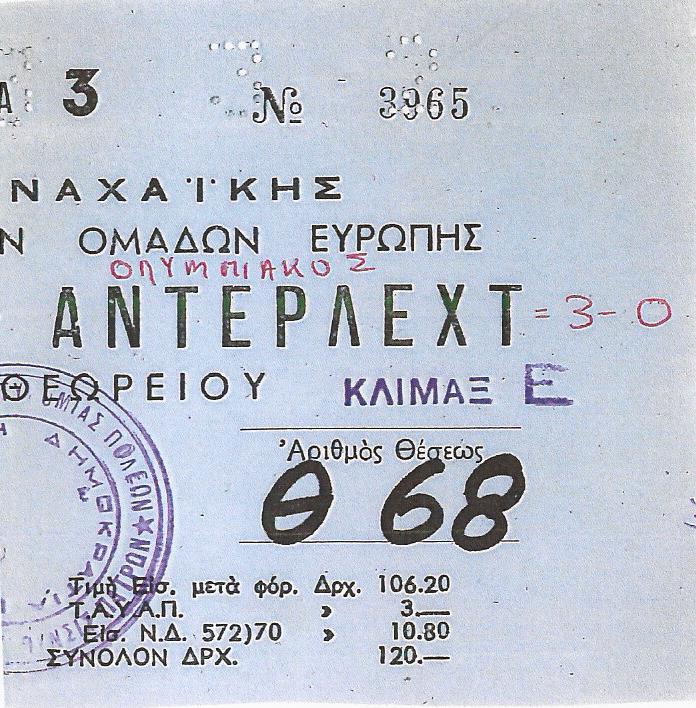 Α 3 № 3965
ΝΑΧΑΪΚΗΣ
Ν ΟΜΑΔΩΝ ΕΥΡΩΠΗΣ
ΟΛΥΜΠΙΑΚΟΣ
ΑΝΤΕΡΛΕΧΤ = 3-0
ΘΕΩΡΕΙΟΥ ΚΛΙΜΑΞ Ε
Ἀριθμὸς Θέσεως
Θ 68
Τιμὴ Εἰσ. μετὰ φόρ. Δρχ. 106.20
Τ.Α.Υ.Α.Π. » 3.—
Εἰσ. Ν.Δ. 572)70 » 10.80
ΣΥΝΟΛΟΝ ΔΡΧ. 120.—
ΠΟΛΕΩΝ